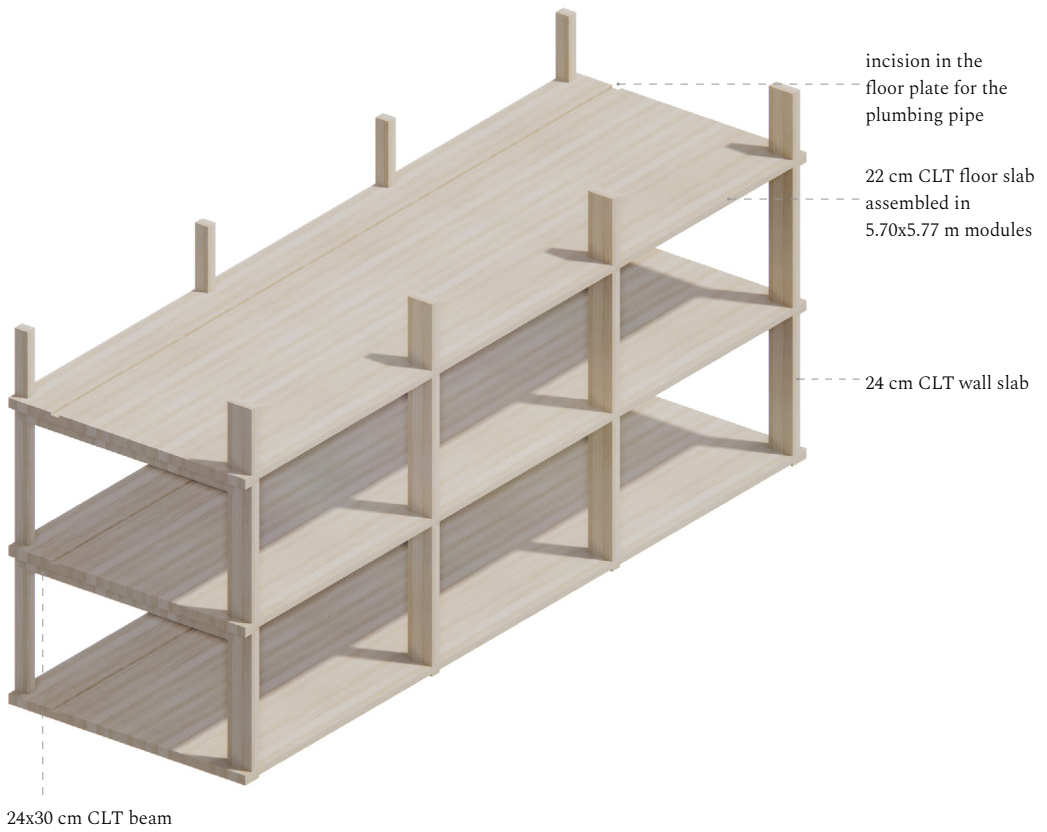 incision in the
floor plate for the
plumbing pipe
22 cm CLT floor slab
assembled in
5.70x5.77 m modules
24 cm CLT wall slab
24x30 cm CLT beam